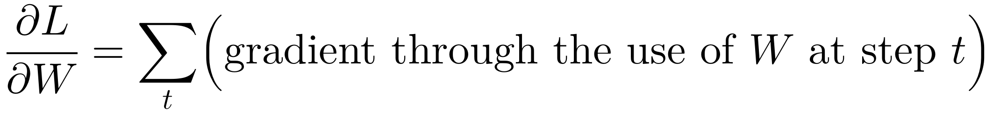 ∂L/∂W = ∑_t (gradient through the use of W at step t)